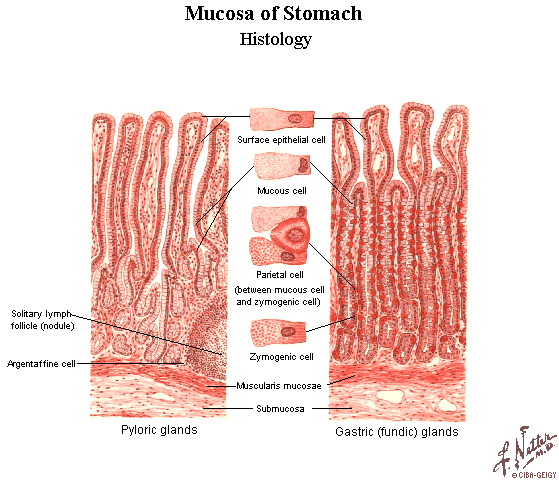 Mucosa of Stomach
Histology
Surface epithelial cell
Mucous cell
Parietal cell
(between mucous cell
and zymogenic cell)
Solitary lymph
follicle (nodule)
Zymogenic cell
Argentaffine cell
Muscularis mucosae
Submucosa
Pyloric glands
Gastric (fundic) glands
F. Netter
M.D.
© CIBA-GEIGY